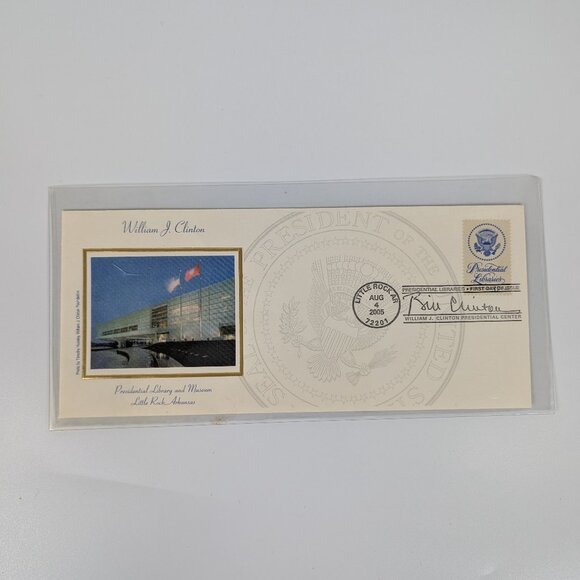 William J. Clinton
SEAL OF THE PRESIDENT OF THE UNITED STATES
Presidential
Libraries
LITTLE ROCK AR
AUG
4
2005
72201
PRESIDENTIAL LIBRARIES • FIRST DAY OF ISSUE
Bill Clinton
WILLIAM J. CLINTON PRESIDENTIAL CENTER
Presidential Library and Museum
Little Rock, Arkansas